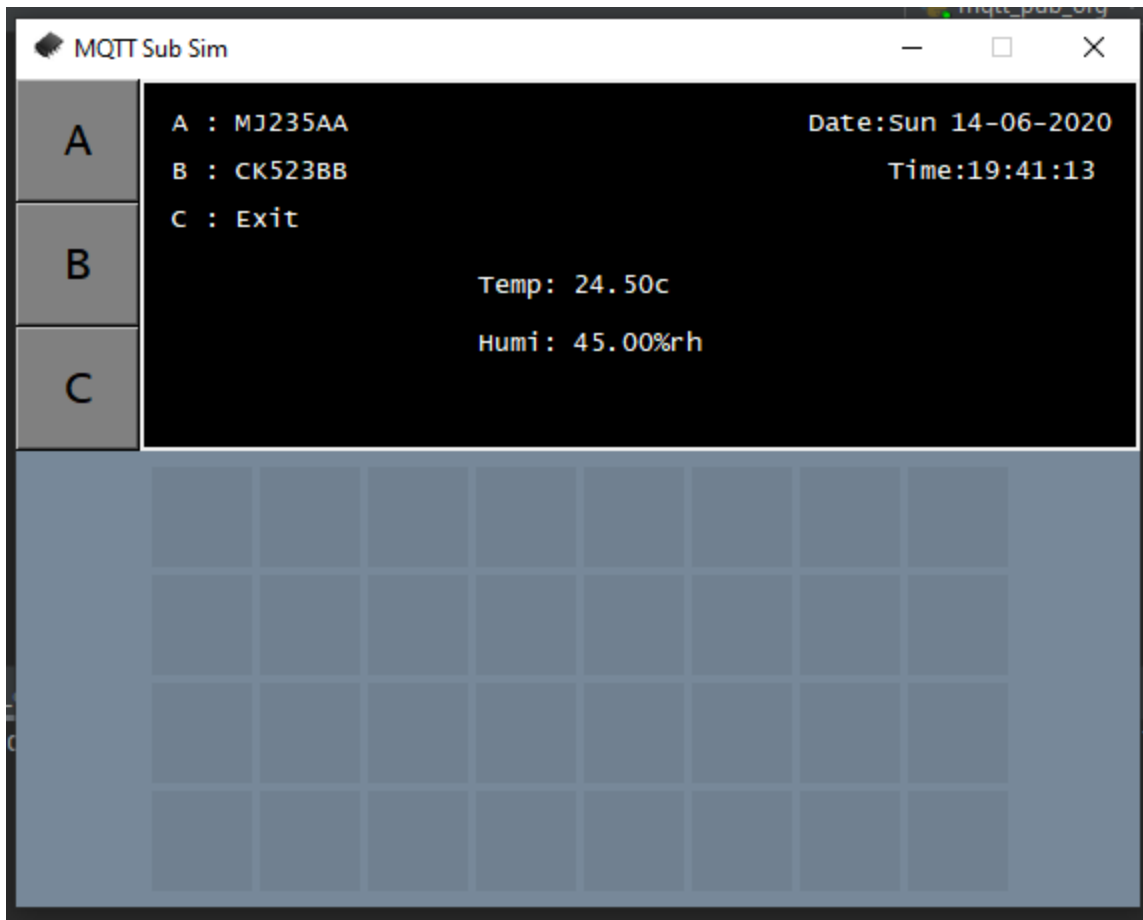 MQTT Sub Sim
A
B
C
A : MJ235AA
B : CK523BB
C : Exit
Date:Sun 14-06-2020
Time:19:41:13
Temp: 24.50c
Humi: 45.00%rh